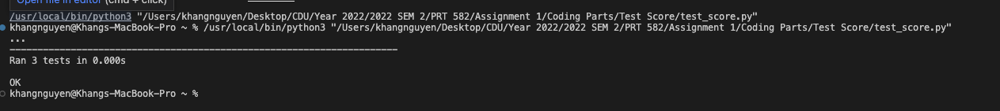 Open file in editor (cmd + click)
/usr/local/bin/python3 "/Users/khangnguyen/Desktop/CDU/Year 2022/2022 SEM 2/PRT 582/Assignment 1/Coding Parts/Test Score/test_score.py"
khangnguyen@Khangs-MacBook-Pro ~ % /usr/local/bin/python3 "/Users/khangnguyen/Desktop/CDU/Year 2022/2022 SEM 2/PRT 582/Assignment 1/Coding Parts/Test Score/test_score.py"
...
----------------------------------------------------------------------
Ran 3 tests in 0.000s
OK
khangnguyen@Khangs-MacBook-Pro ~ %